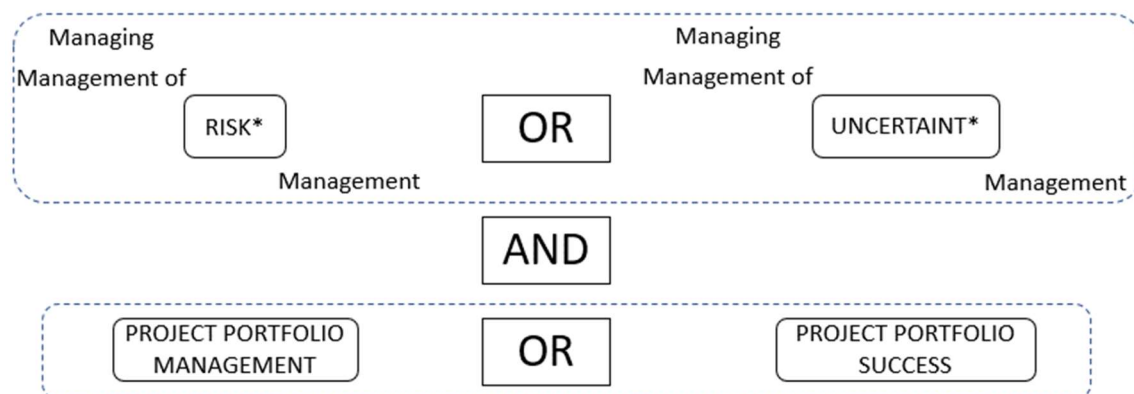 Managing
Managing
Management of
Management of
RISK*
OR
UNCERTAINT*
Management
Management
AND
PROJECT PORTFOLIO
MANAGEMENT
OR
PROJECT PORTFOLIO
SUCCESS